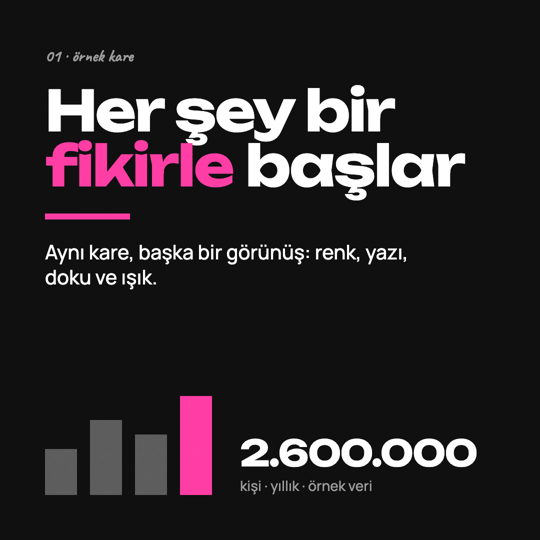 01 · örnek kare
Her şey bir
fikirle başlar
Aynı kare, başka bir görünüş: renk, yazı,
doku ve ışık.
2.600.000
kişi · yıllık · örnek veri